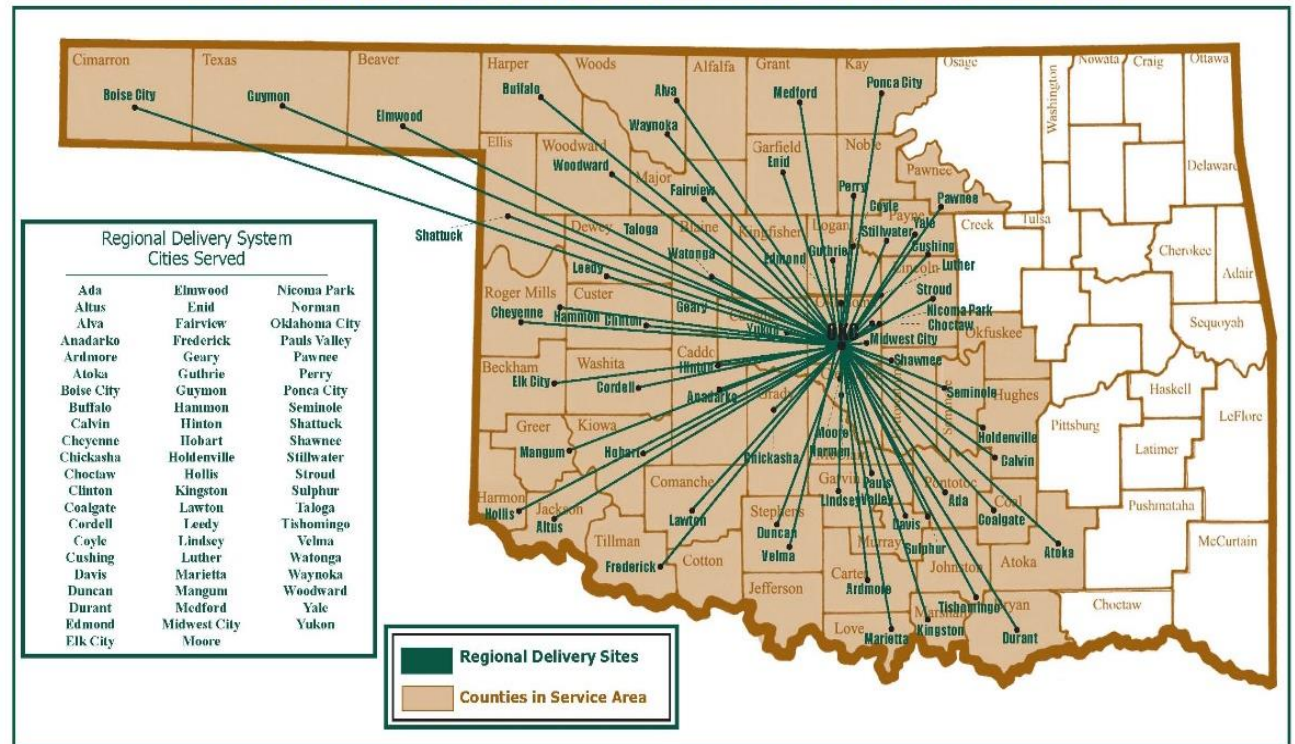 Cimarron
Texas
Beaver
Harper
Woods
Alfalfa
Grant
Kay
Osage
Washington
Nowata
Craig
Ottawa
Boise City
Guymon
Elmwood
Buffalo
Alva
Medford
Ponca City
Waynoka
Ellis
Woodward
Woodward
Major
Fairview
Garfield
Enid
Noble
Perry
Pawnee
Pawnee
Delaware
Shattuck
Dewey
Taloga
Blaine
Watonga
Kingfisher
Edmond
Logan
Guthrie
Coyle
Payne
Stillwater
Yale
Cushing
Creek
Tulsa
Cherokee
Adair
Leedy
Lincoln
Luther
Roger Mills
Cheyenne
Custer
Hammon
Clinton
Geary
Yukon
OKC
Stroud
Nicoma Park
Choctaw
Midwest City
Okfuskee
Sequoyah
Beckham
Elk City
Washita
Cordell
Caddo
Hinton
Anadarko
Grady
Shawnee
Seminole
Seminole
Hughes
Haskell
LeFlore
Greer
Mangum
Kiowa
Hobart
Chickasha
Moore
Norman
Holdenville
Calvin
Pittsburg
Latimer
Harmon
Hollis
Jackson
Altus
Comanche
Lawton
Stephens
Duncan
Velma
Garvin
Lindsey
Pauls
Valley
Pontotoc
Ada
Coal
Coalgate
Pushmataha
McCurtain
Tillman
Frederick
Cotton
Murray
Davis
Sulphur
Johnston
Atoka
Atoka
Jefferson
Carter
Ardmore
Tishomingo
Bryan
Choctaw
Love
Marietta
Marshall
Kingston
Durant
Regional Delivery System
Cities Served
Ada Elmwood Nicoma Park
Altus Enid Norman
Alva Fairview Oklahoma City
Anadarko Frederick Pauls Valley
Ardmore Geary Pawnee
Atoka Guthrie Perry
Boise City Guymon Ponca City
Buffalo Hammon Seminole
Calvin Hinton Shattuck
Cheyenne Hobart Shawnee
Chickasha Holdenville Stillwater
Choctaw Hollis Stroud
Clinton Kingston Sulphur
Coalgate Lawton Taloga
Cordell Leedy Tishomingo
Coyle Lindsey Velma
Cushing Luther Watonga
Davis Marietta Waynoka
Duncan Mangum Woodward
Durant Medford Yale
Edmond Midwest City Yukon
Elk City Moore
Regional Delivery Sites
Counties in Service Area